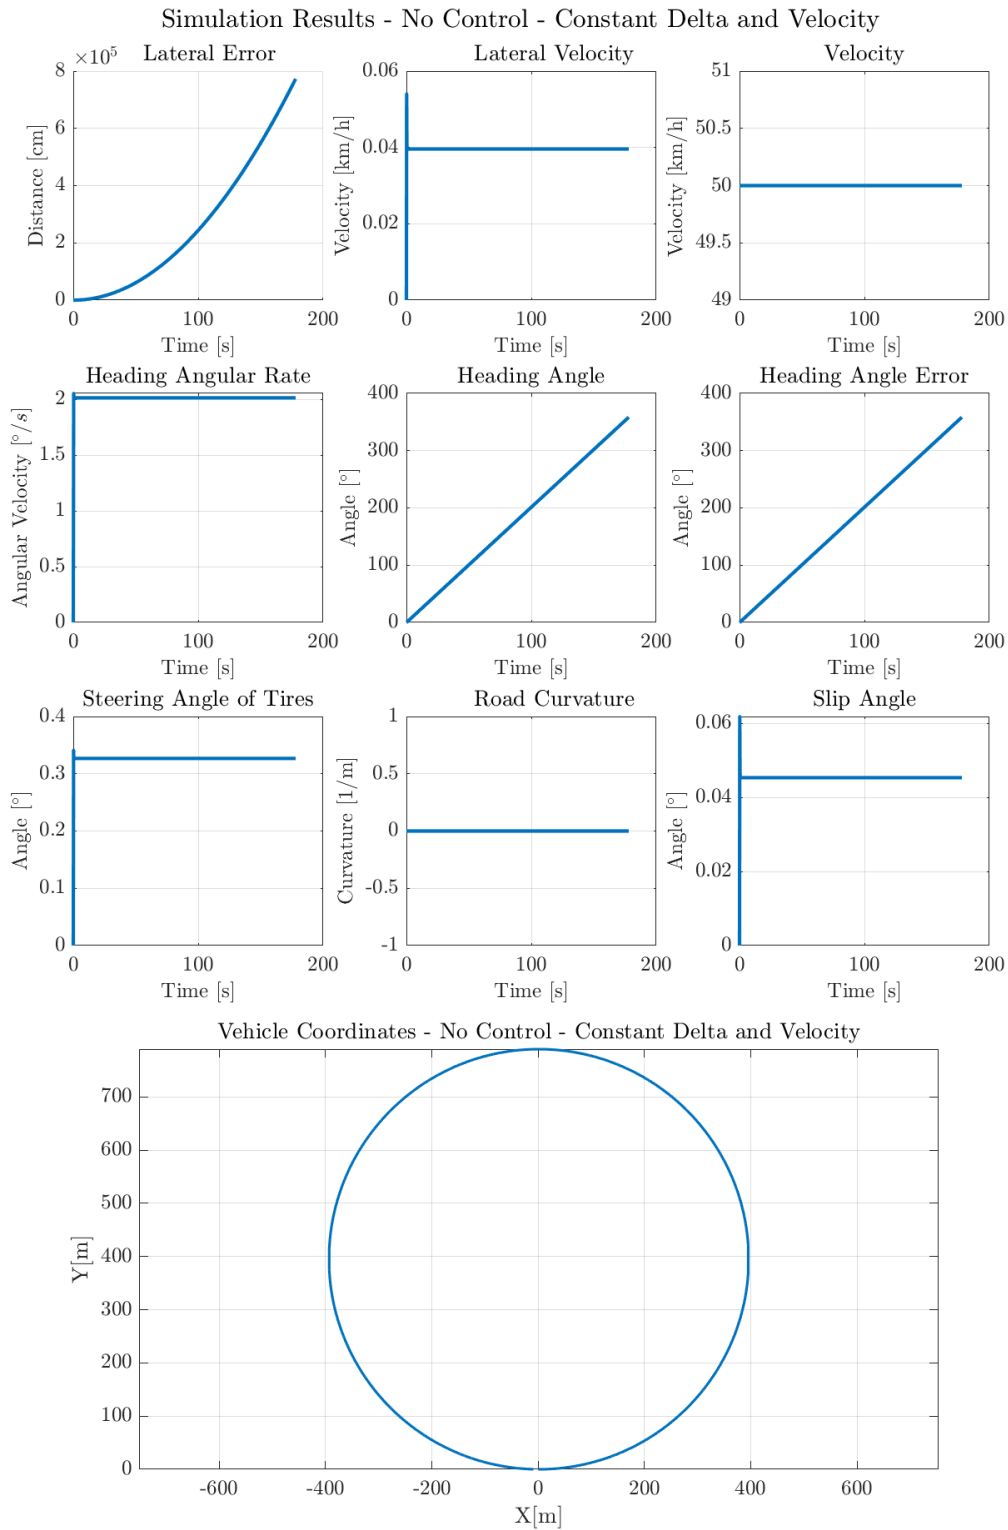 Simulation Results - No Control - Constant Delta and Velocity
×10⁵ Lateral Error
Distance [cm]
8
6
4
2
0
0 100 200
Time [s]
Lateral Velocity
Velocity [km/h]
0.06
0.04
0.02
0
0 100 200
Time [s]
Velocity
Velocity [km/h]
51
50.5
50
49.5
49
0 100 200
Time [s]
Heading Angular Rate
Angular Velocity [°/s]
2
1.5
1
0.5
0
0 100 200
Time [s]
Heading Angle
Angle [°]
400
300
200
100
0
0 100 200
Time [s]
Heading Angle Error
Angle [°]
400
300
200
100
0
0 100 200
Time [s]
Steering Angle of Tires
Angle [°]
0.4
0.3
0.2
0.1
0
0 100 200
Time [s]
Road Curvature
Curvature [1/m]
1
0.5
0
-0.5
-1
0 100 200
Time [s]
Slip Angle
Angle [°]
0.06
0.04
0.02
0
0 100 200
Time [s]
Vehicle Coordinates - No Control - Constant Delta and Velocity
Y[m]
700
600
500
400
300
200
100
0
-600 -400 -200 0 200 400 600
X[m]